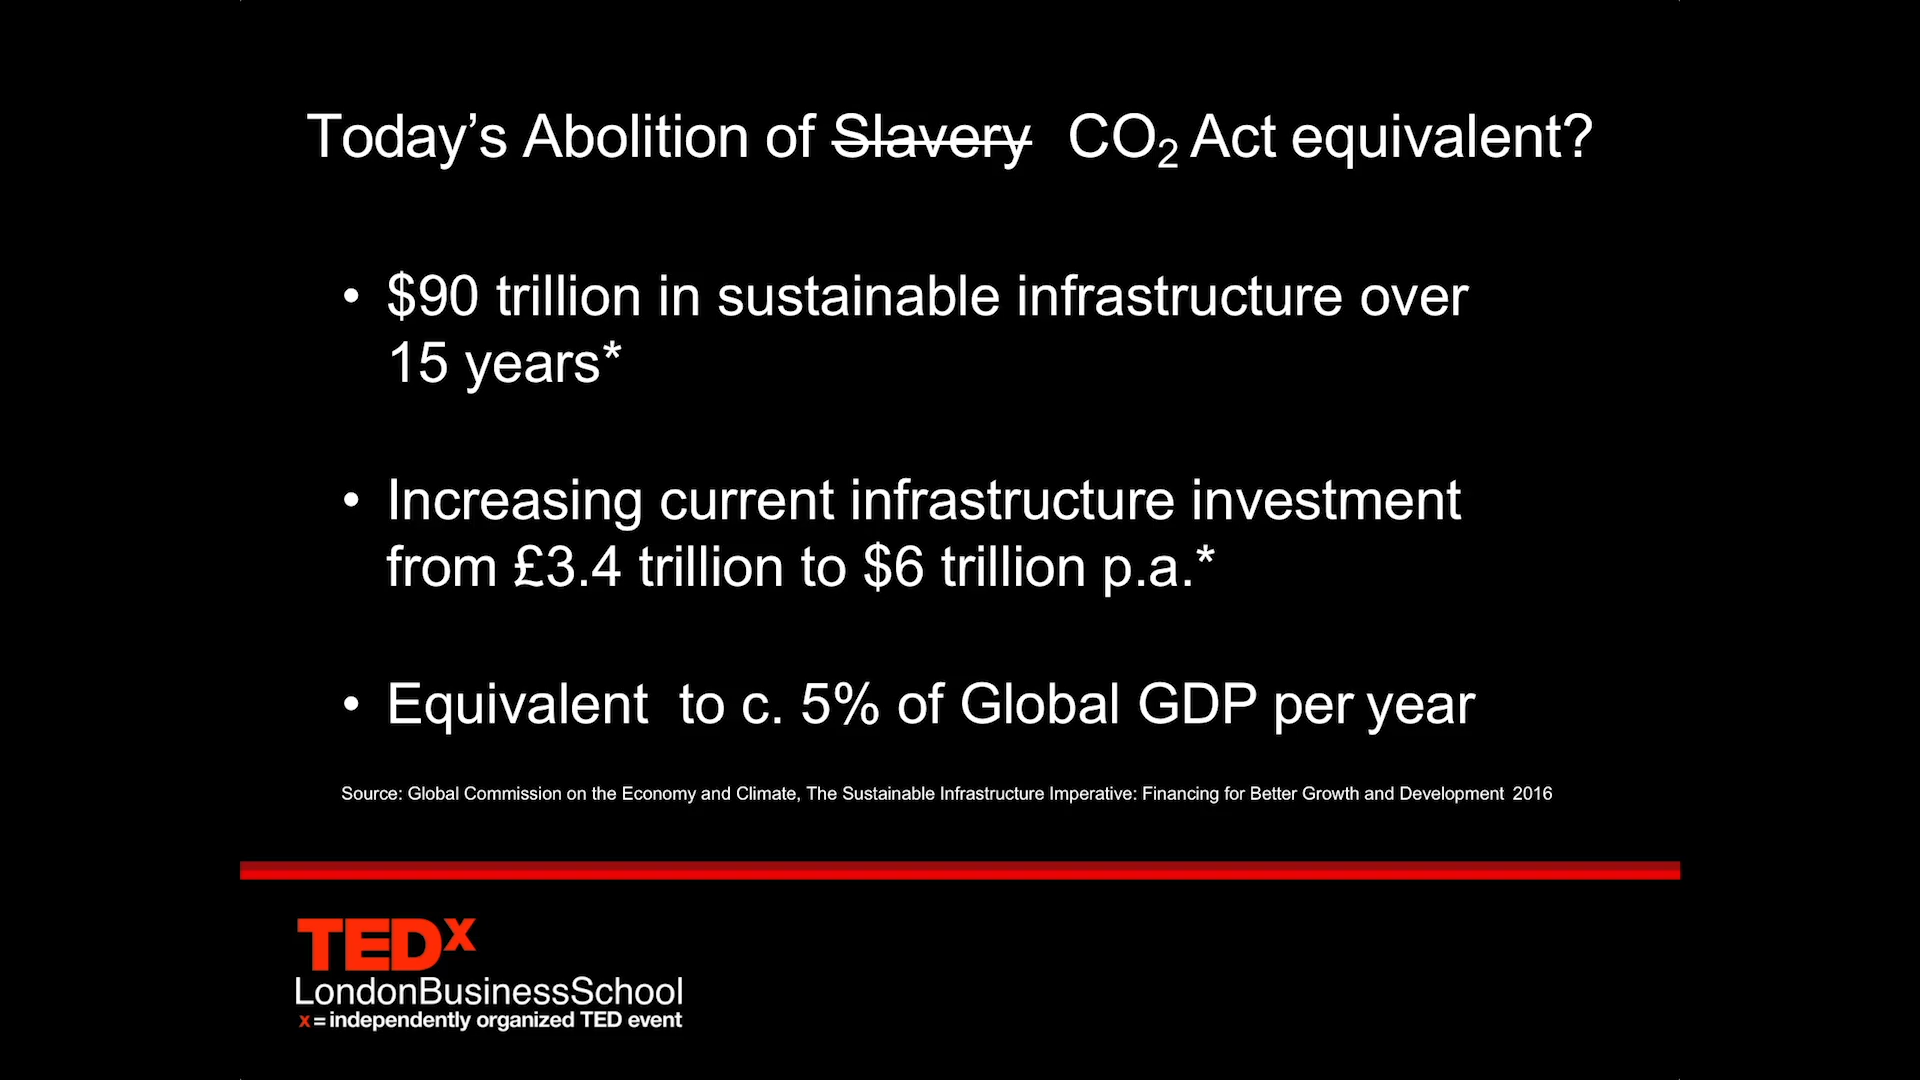 Today’s Abolition of Slavery CO₂ Act equivalent?
• $90 trillion in sustainable infrastructure over
15 years*
• Increasing current infrastructure investment
from £3.4 trillion to $6 trillion p.a.*
• Equivalent to c. 5% of Global GDP per year
Source: Global Commission on the Economy and Climate, The Sustainable Infrastructure Imperative: Financing for Better Growth and Development 2016
TEDx
LondonBusinessSchool
x = independently organized TED event